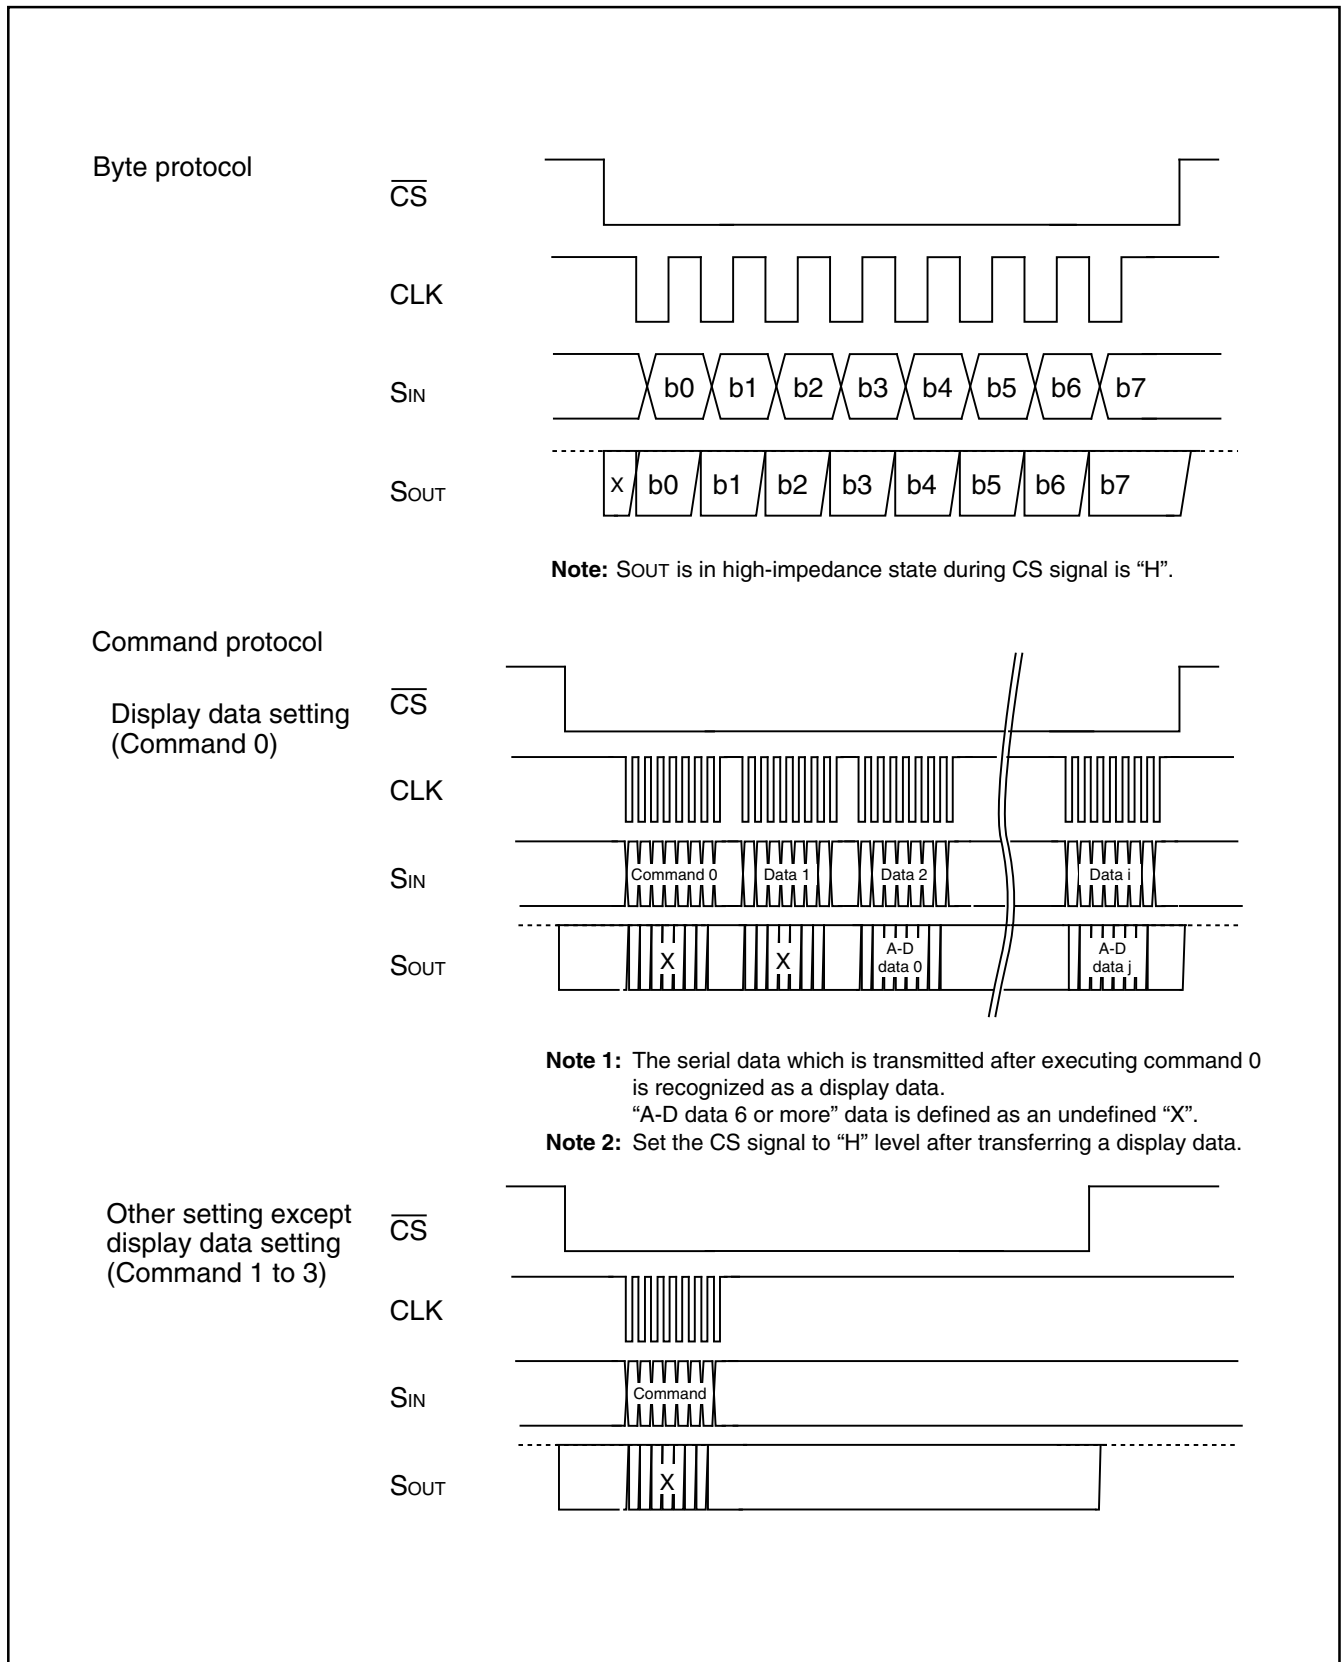 Byte protocol
CS
CLK
SIN
b0 b1 b2 b3 b4 b5 b6 b7
SOUT
X b0 b1 b2 b3 b4 b5 b6 b7
Note: SOUT is in high-impedance state during CS signal is “H”.
Command protocol
Display data setting
(Command 0)
CS
CLK
SIN
Command 0 Data 1 Data 2 Data i
SOUT
X X A-D data 0 A-D data j
Note 1: The serial data which is transmitted after executing command 0
is recognized as a display data.
“A-D data 6 or more” data is defined as an undefined “X”.
Note 2: Set the CS signal to “H” level after transferring a display data.
Other setting except
display data setting
(Command 1 to 3)
CS
CLK
SIN
Command
SOUT
X